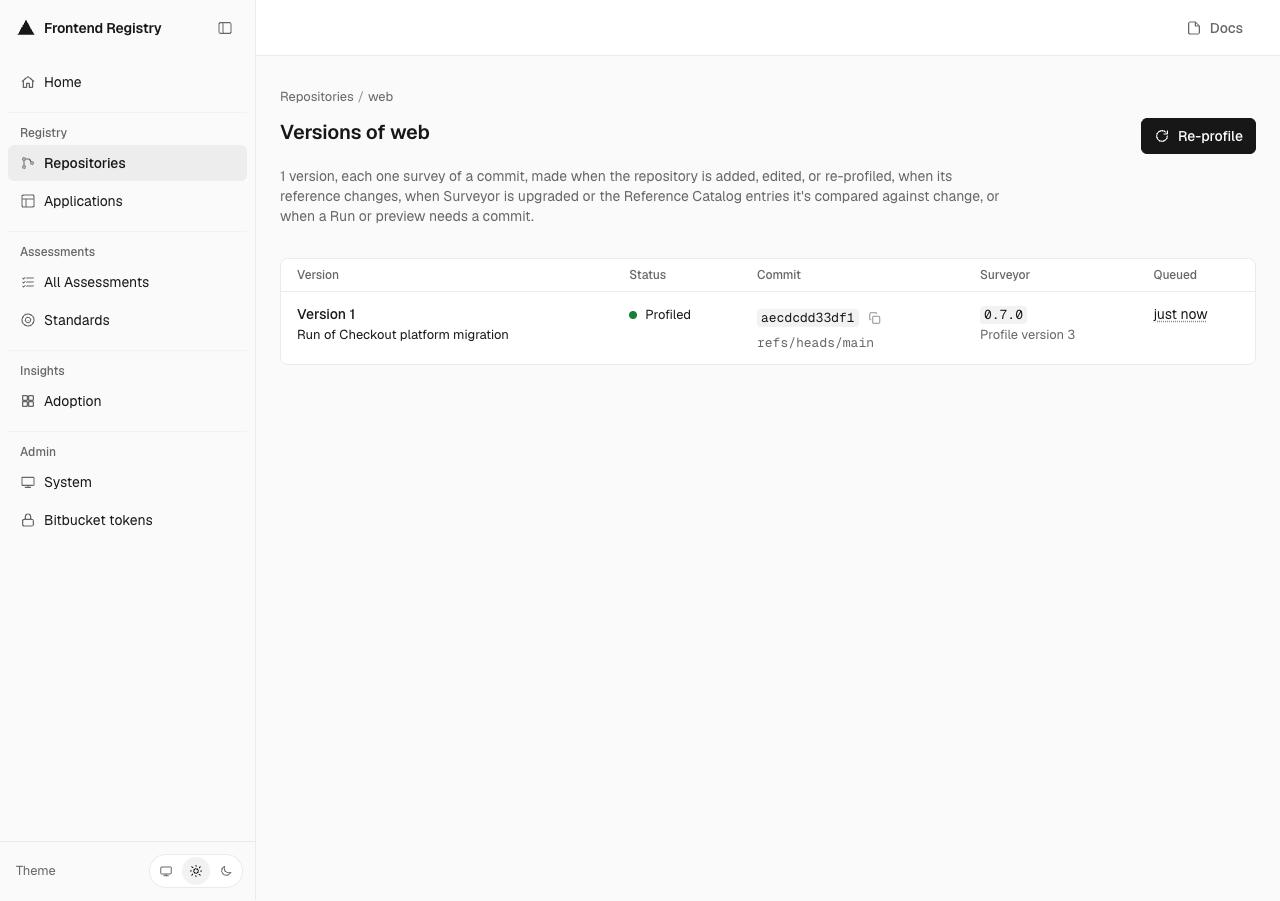 Frontend Registry
Docs
Home
Registry
Repositories
Applications
Assessments
All Assessments
Standards
Insights
Adoption
Admin
System
Bitbucket tokens
Theme
Repositories / web
Versions of web
Re-profile
1 version, each one survey of a commit, made when the repository is added, edited, or re-profiled, when its
reference changes, when Surveyor is upgraded or the Reference Catalog entries it's compared against change, or
when a Run or preview needs a commit.
Version Status Commit Surveyor Queued
Version 1 Profiled aecdcdd33df1 0.7.0 just now
Run of Checkout platform migration refs/heads/main Profile version 3